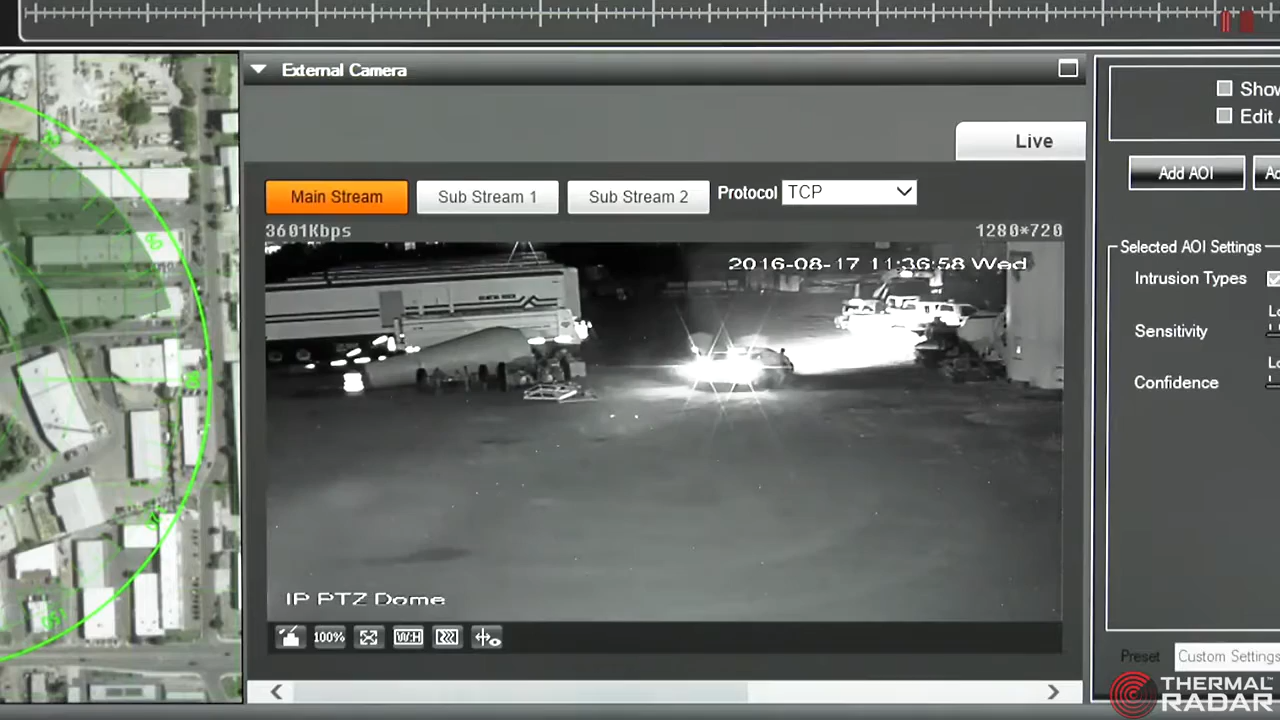 External Camera
Live
Main Stream
Sub Stream 1
Sub Stream 2
Protocol
TCP
3601Kbps
1280*720
2016-08-17 11:36:58 Wed
IP PTZ Dome
100%
W:H
Show
Edit
Add AOI
Selected AOI Settings
Intrusion Types
Sensitivity
Confidence
Preset
Custom Settings
THERMAL
RADAR™